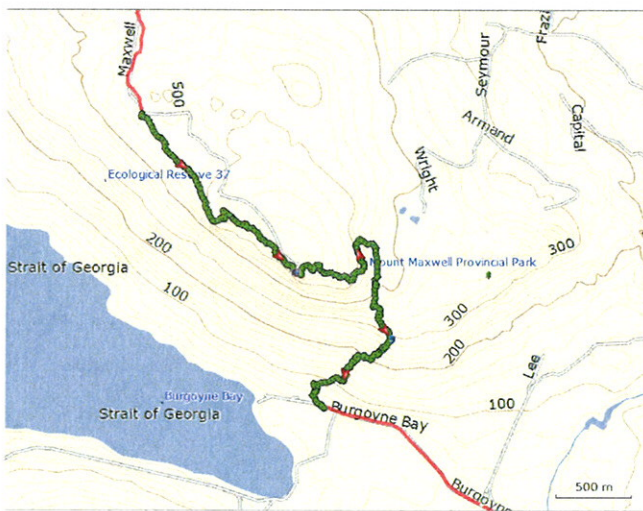 Maxwell
500
Seymour
Frazi
Capital
Armand
Wright
Ecological Reserve 37
200
Strait of Georgia
100
Mount Maxwell Provincial Park
300
300
200
Lee
100
Burgoyne Bay
Strait of Georgia
Burgoyne Bay
Burgoyne
500 m